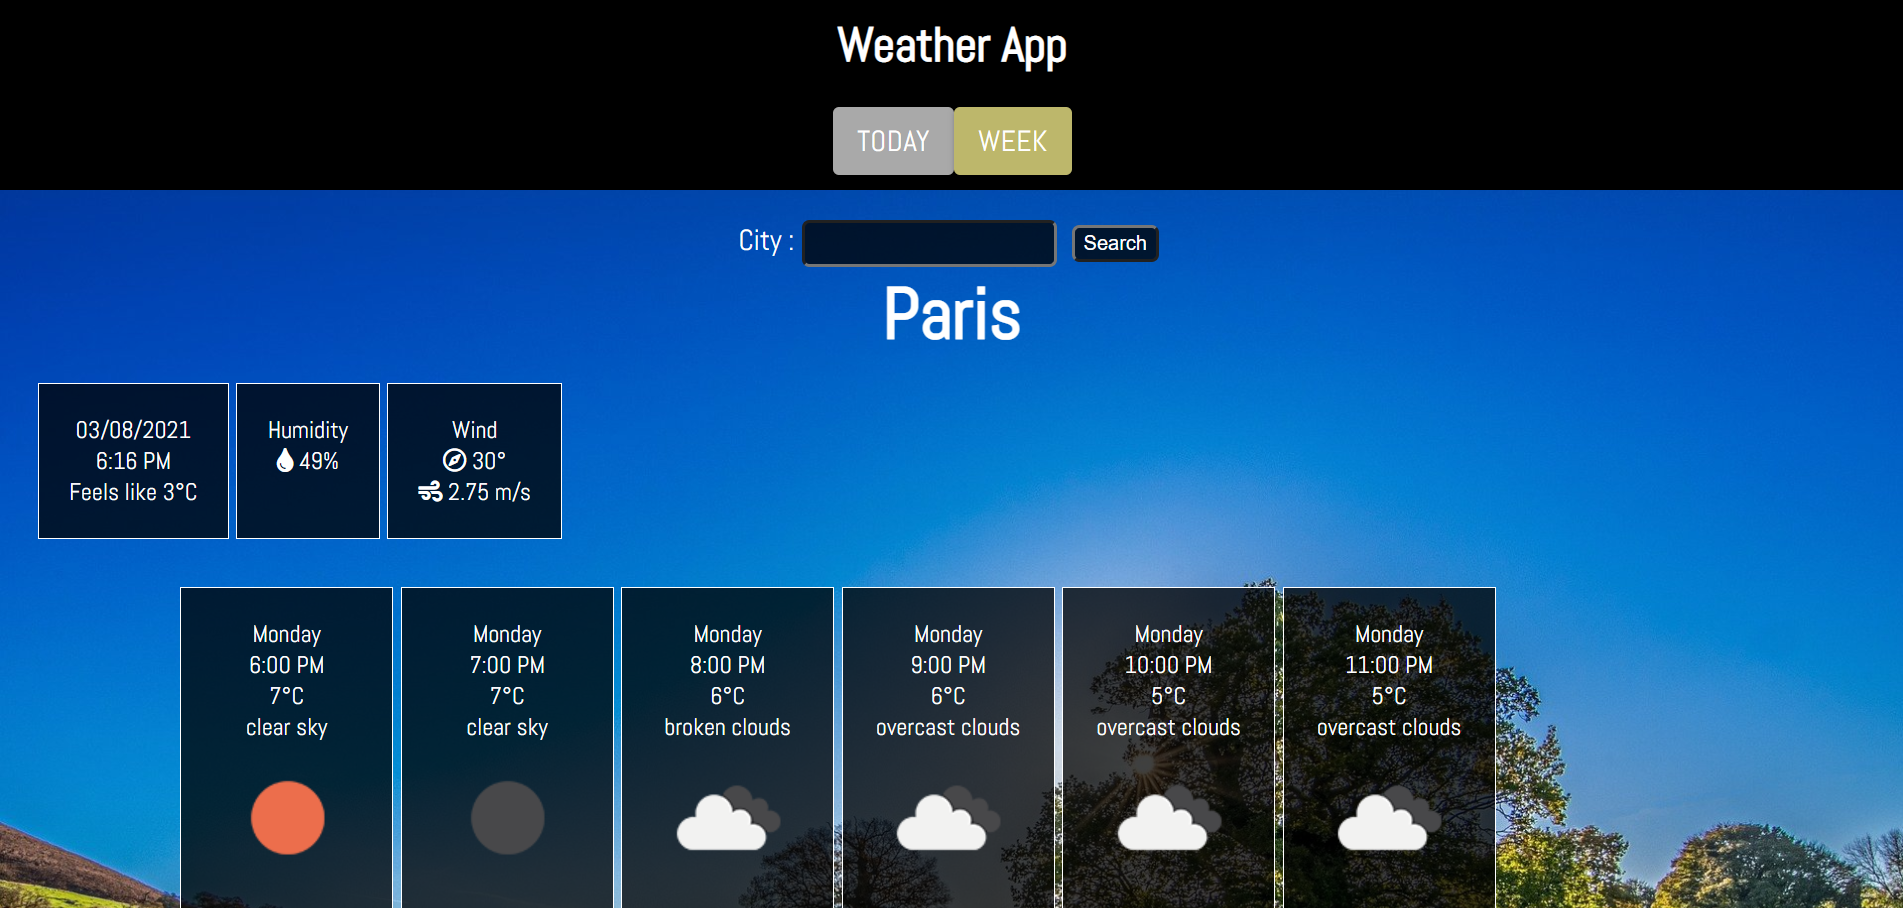 Weather App
TODAY WEEK
City : Search
Paris
03/08/2021
6:16 PM
Feels like 3°C
Humidity
49%
Wind
30°
2.75 m/s
Monday
6:00 PM
7°C
clear sky
Monday
7:00 PM
7°C
clear sky
Monday
8:00 PM
6°C
broken clouds
Monday
9:00 PM
6°C
overcast clouds
Monday
10:00 PM
5°C
overcast clouds
Monday
11:00 PM
5°C
overcast clouds